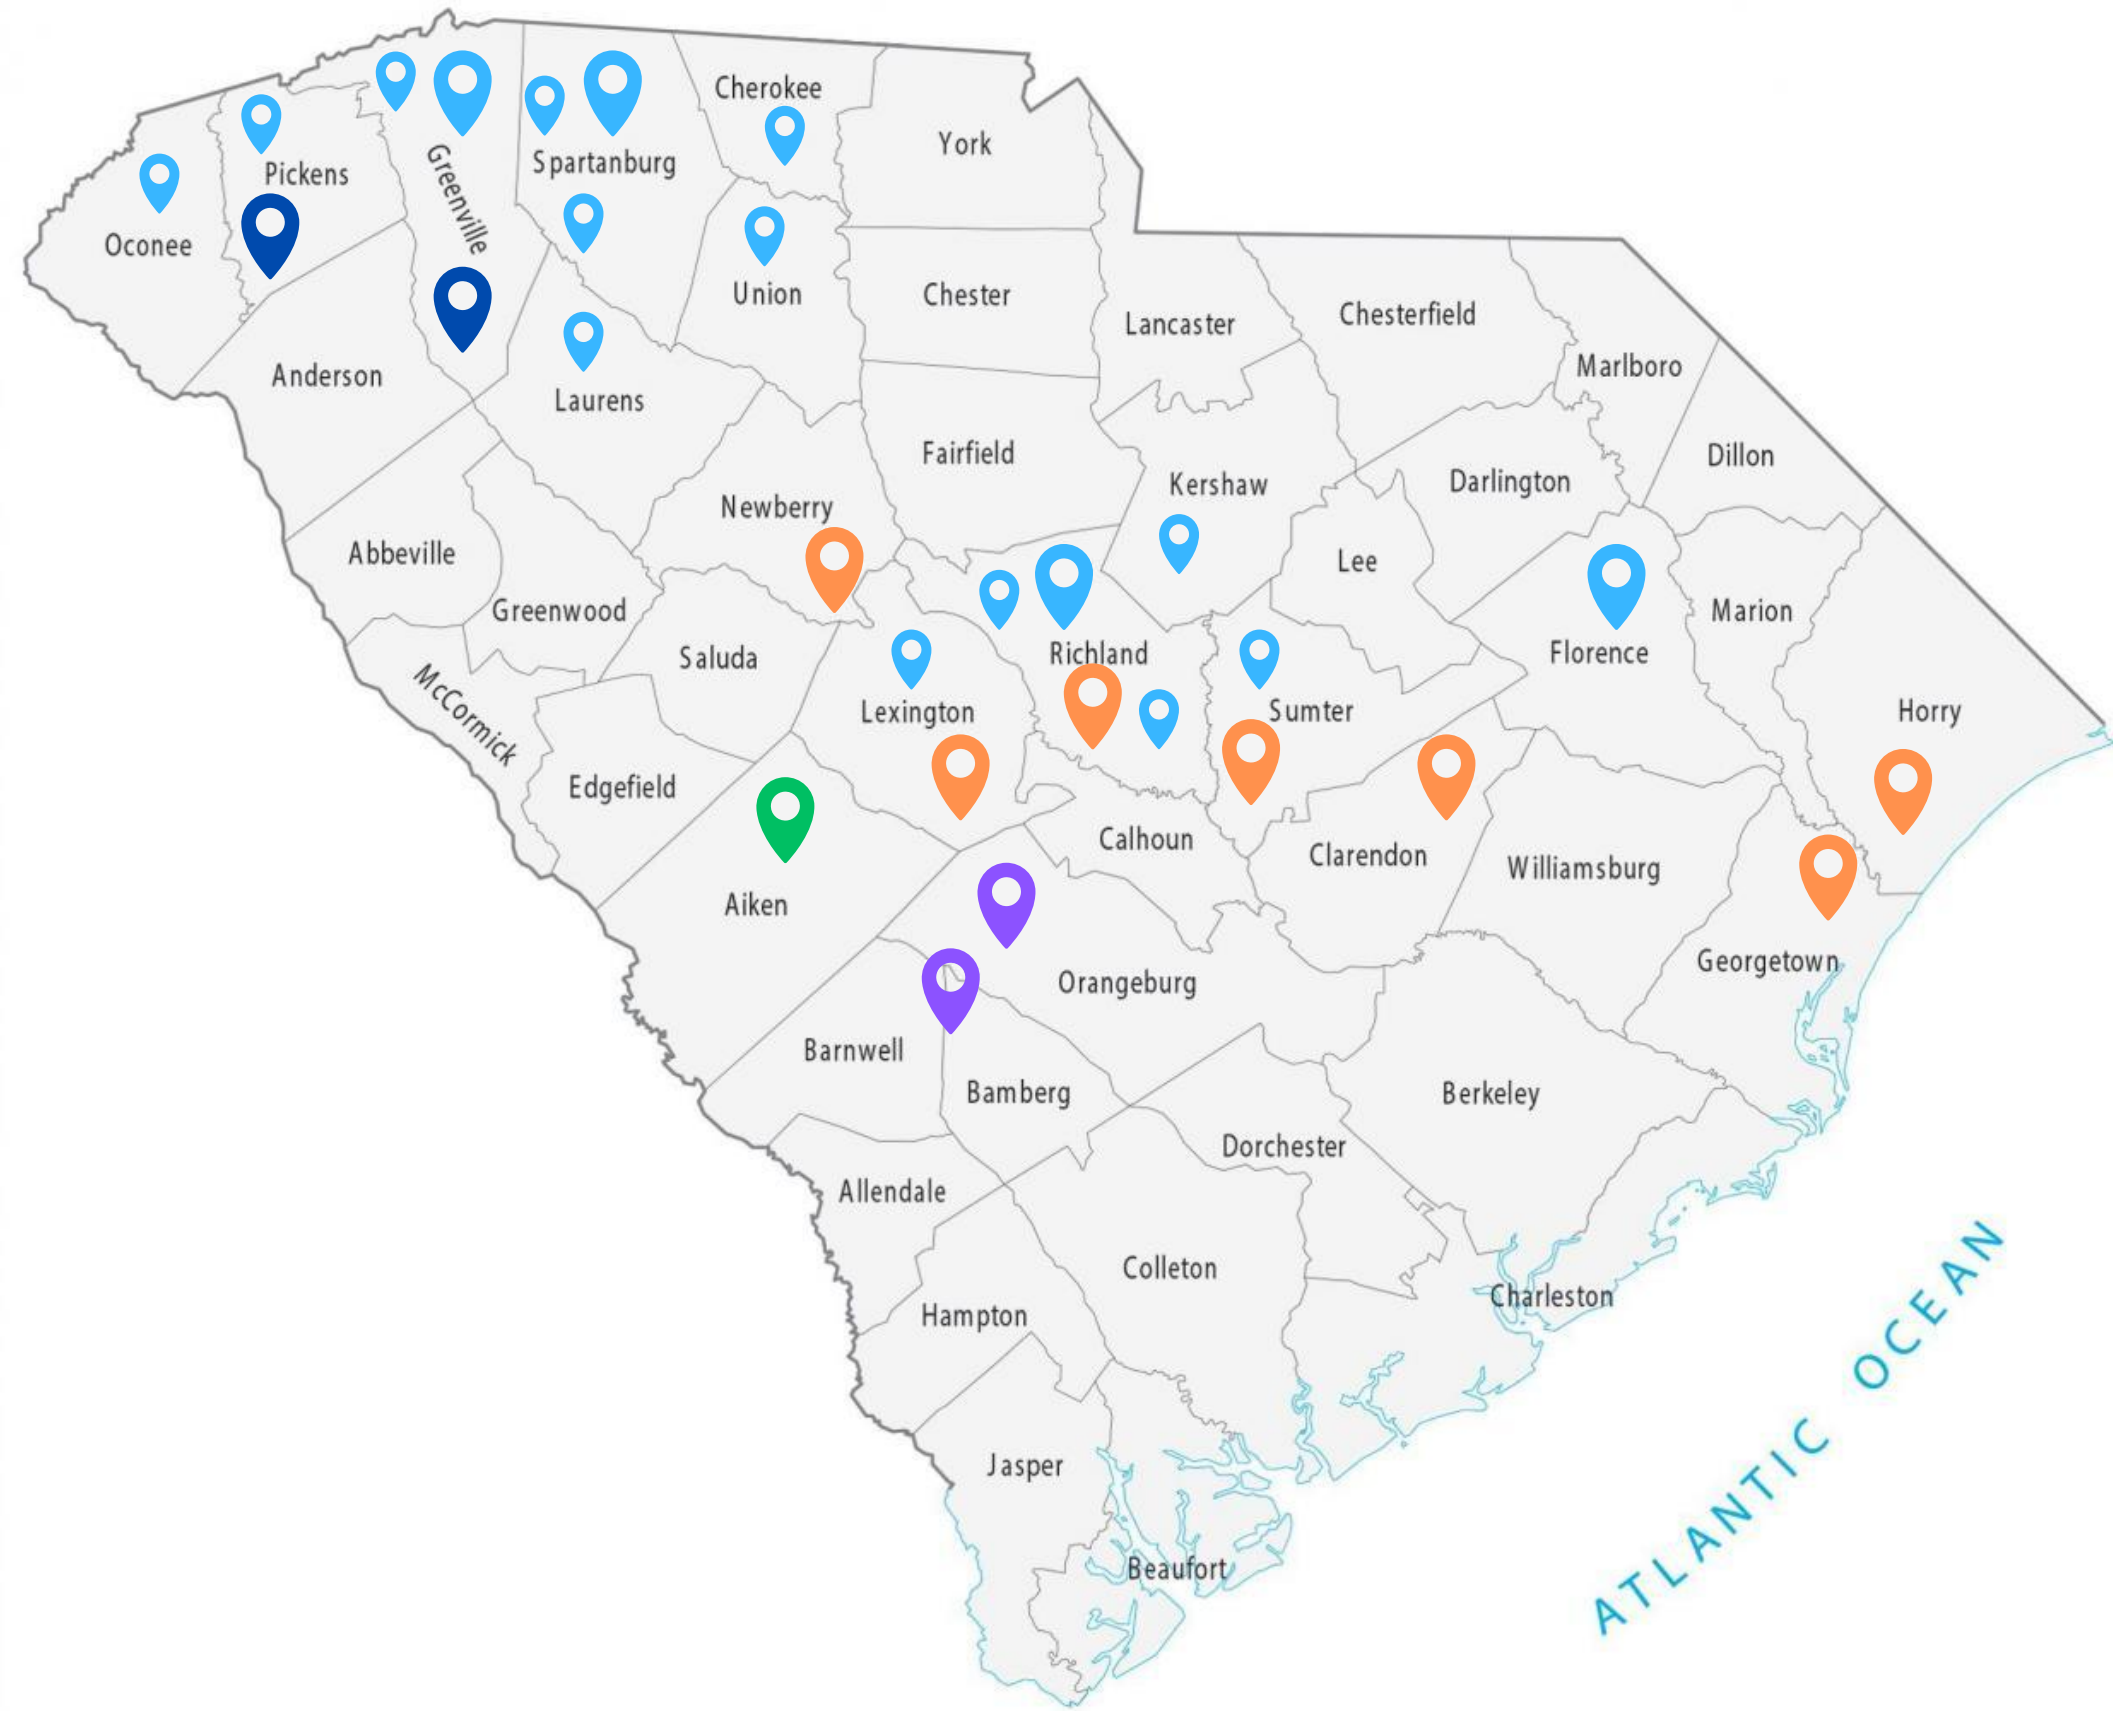 Cherokee
York
Spartanburg
Pickens
Greenville
Oconee
Union
Chester
Lancaster
Chesterfield
Marlboro
Anderson
Laurens
Fairfield
Dillon
Kershaw
Darlington
Newberry
Abbeville
Lee
Greenwood
Marion
Saluda
Richland
Florence
McCormick
Lexington
Sumter
Horry
Edgefield
Calhoun
Clarendon
Williamsburg
Aiken
Georgetown
Orangeburg
Barnwell
Bamberg
Berkeley
Dorchester
Allendale
Colleton
Charleston
Hampton
Jasper
Beaufort
ATLANTIC OCEAN